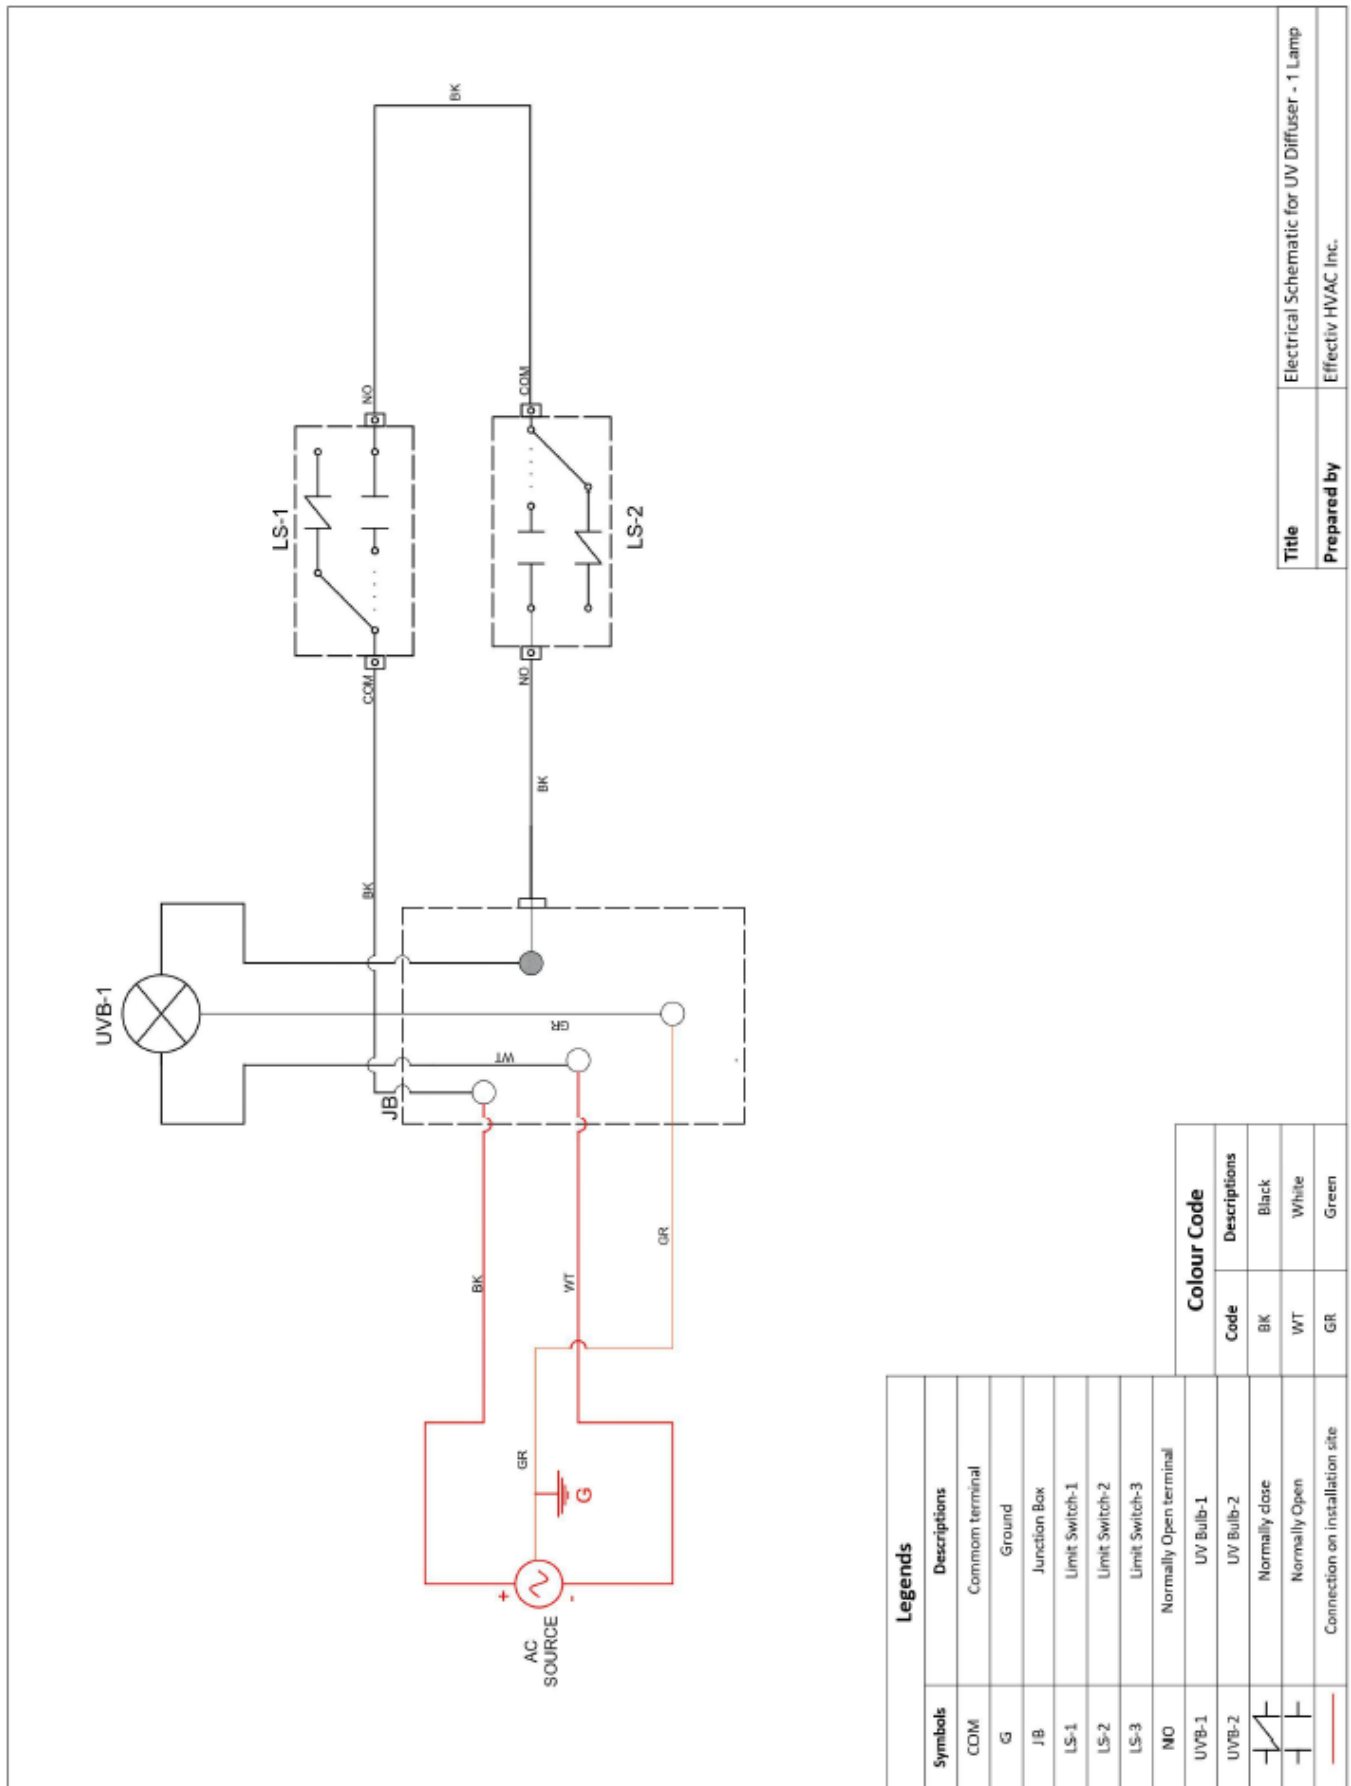 UVB-1
BK
BK
JB
WT
GR
BK
COM
LS-1
NO
BK
NO
LS-2
COM
AC
SOURCE
+
-
G
GR
BK
WT
GR
Legends
Symbols Descriptions
COM Commom terminal
G Ground
JB Junction Box
LS-1 Limit Switch-1
LS-2 Limit Switch-2
LS-3 Limit Switch-3
NO Normally Open terminal
UVB-1 UV Bulb-1
UVB-2 UV Bulb-2
Normally close
Normally Open
Connection on installation site
Colour Code
Code Descriptions
BK Black
WT White
GR Green
Title Electrical Schematic for UV Diffuser - 1 Lamp
Prepared by Effectiv HVAC Inc.